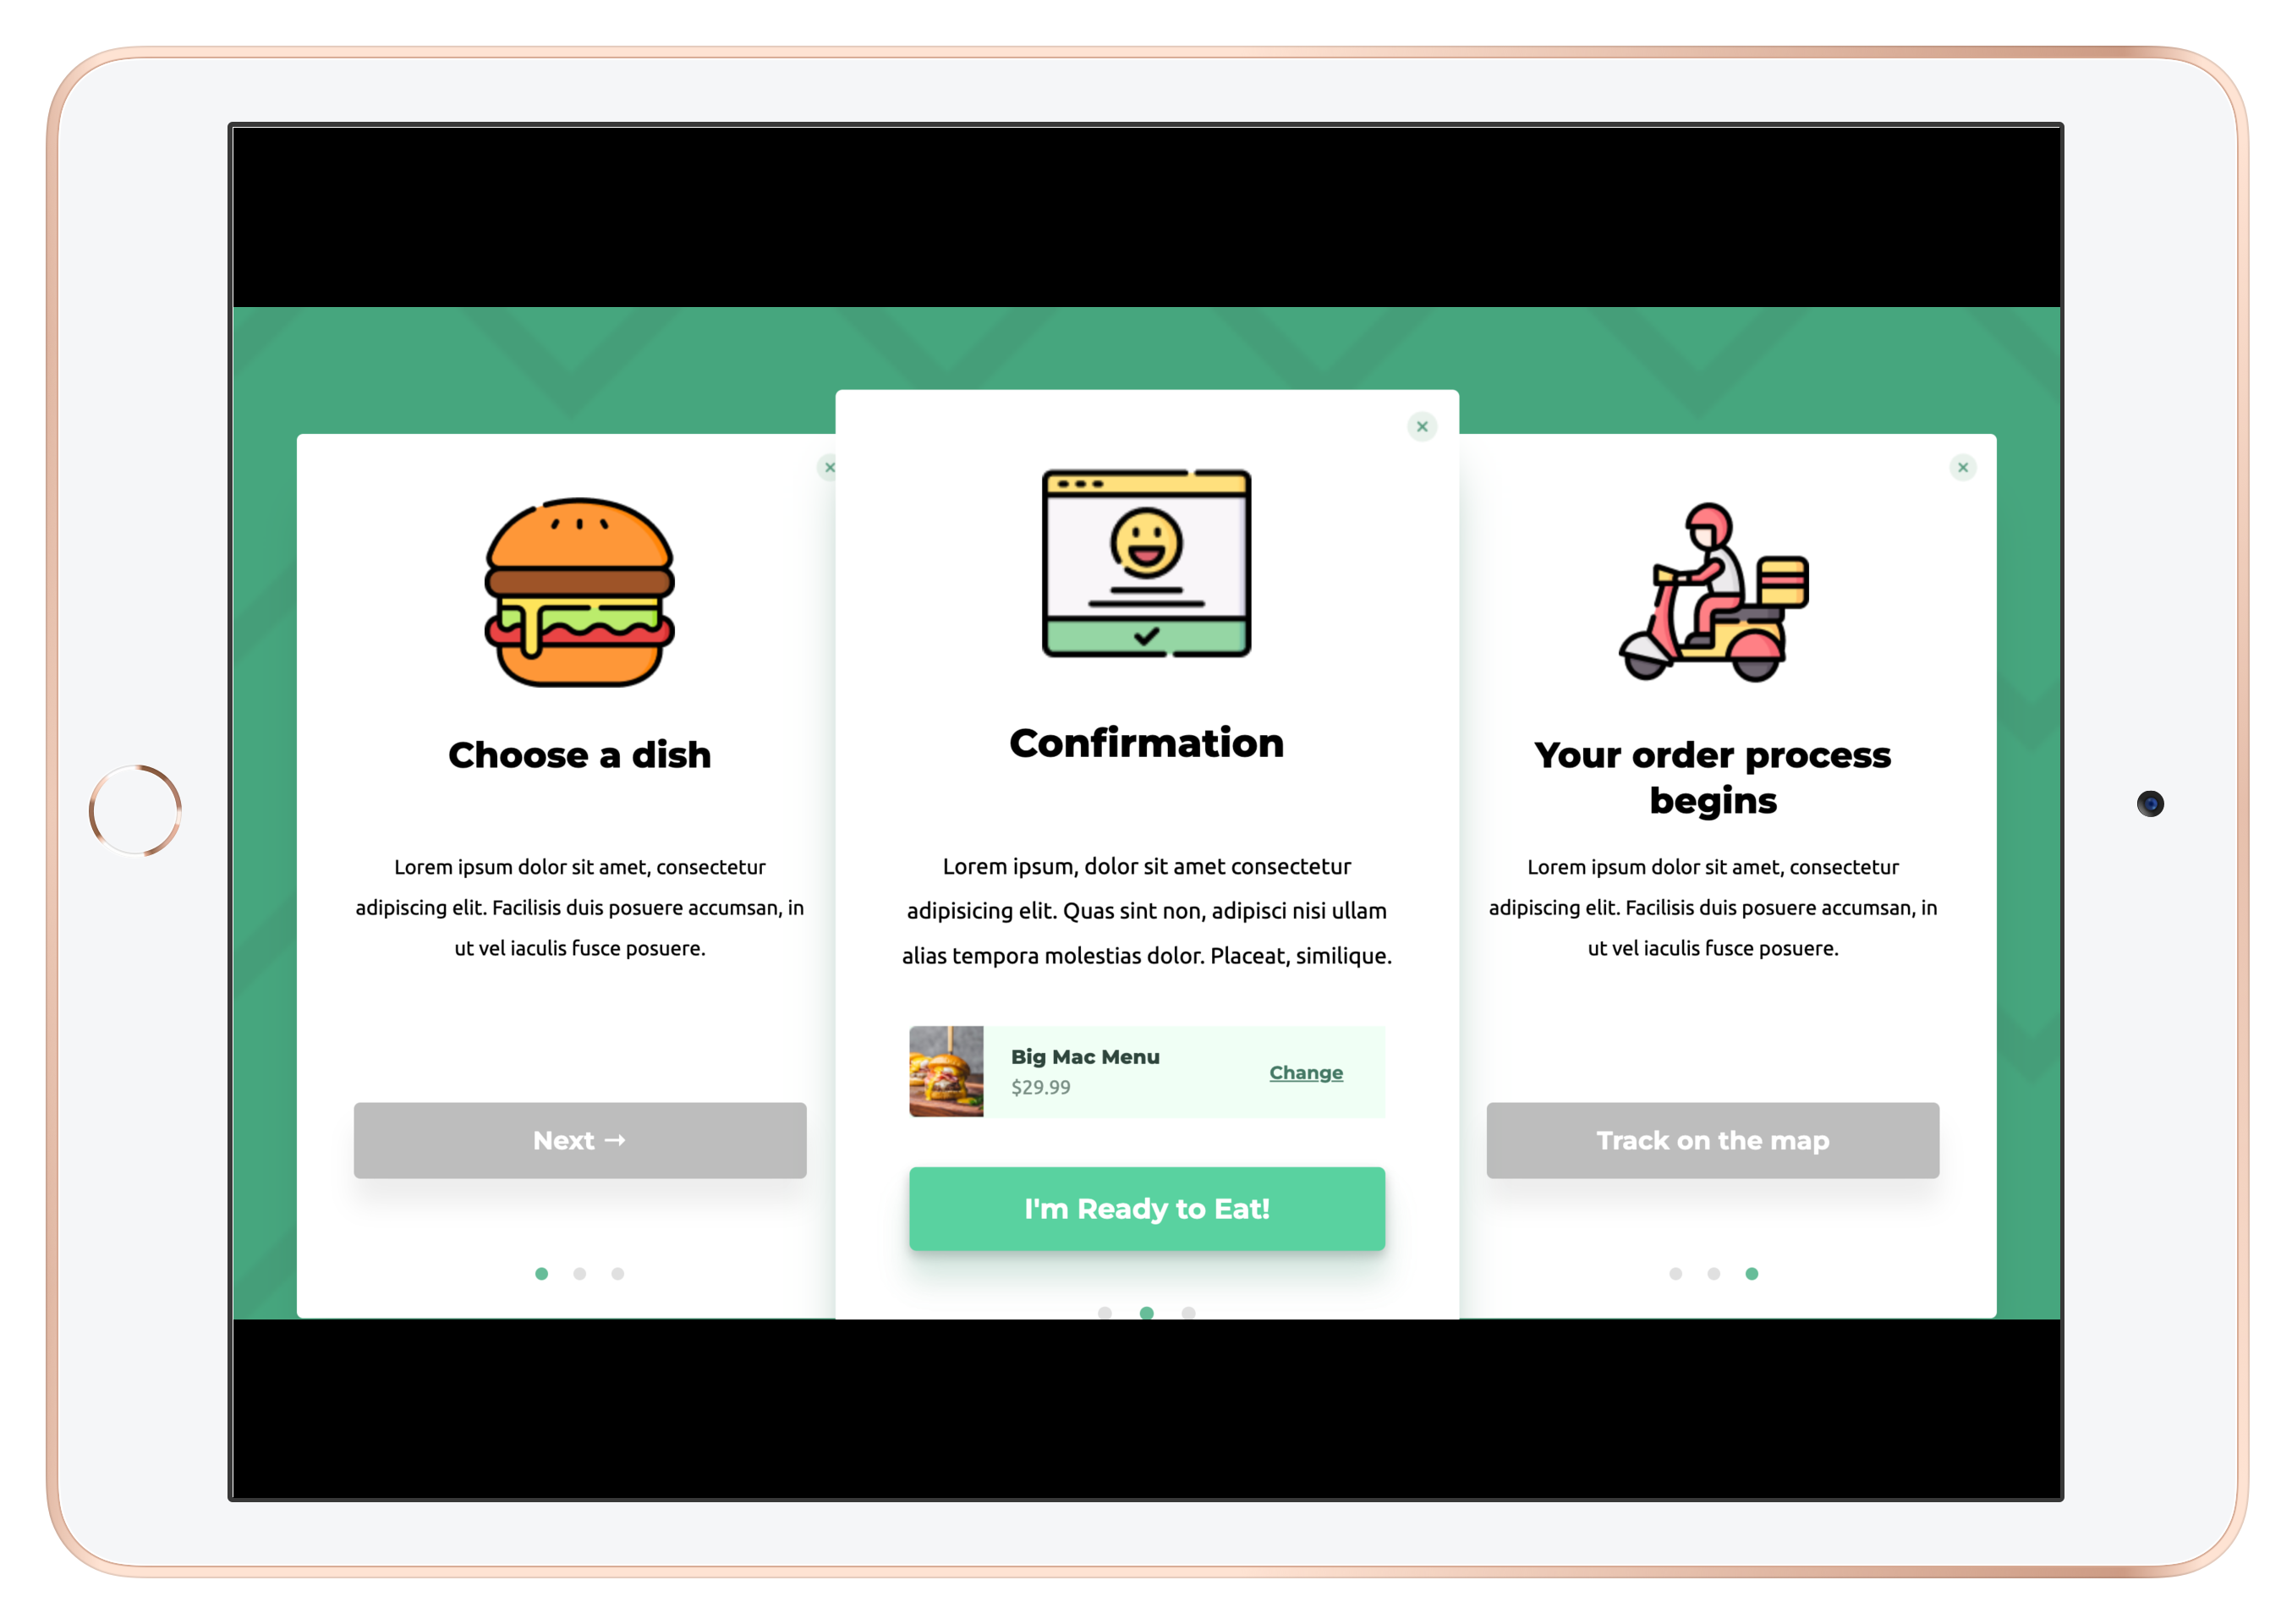 Choose a dish
Lorem ipsum dolor sit amet, consectetur
adipiscing elit. Facilisis duis posuere accumsan, in
ut vel iaculis fusce posuere.
Next →
Confirmation
Lorem ipsum, dolor sit amet consectetur
adipisicing elit. Quas sint non, adipisci nisi ullam
alias tempora molestias dolor. Placeat, similique.
Big Mac Menu
$29.99
Change
I'm Ready to Eat!
Your order process
begins
Lorem ipsum dolor sit amet, consectetur
adipiscing elit. Facilisis duis posuere accumsan, in
ut vel iaculis fusce posuere.
Track on the map